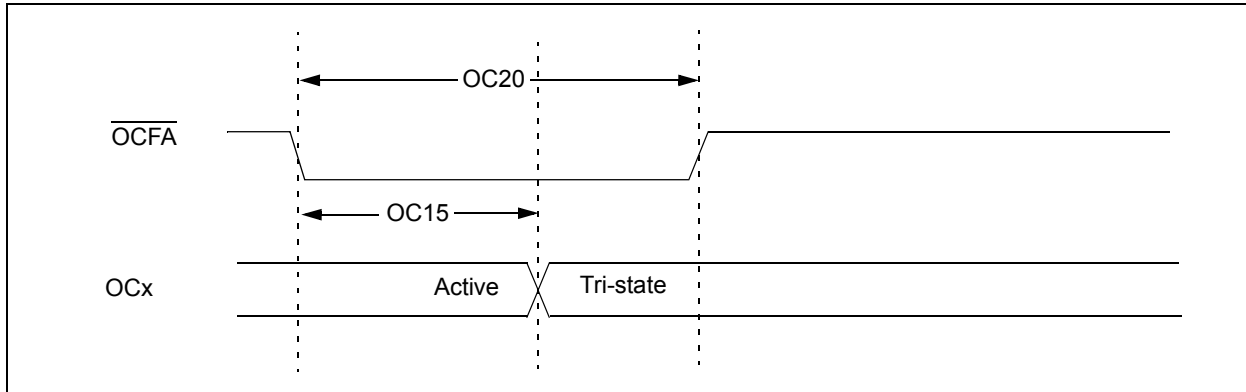 OC20
OCFA
OC15
OCx
Active
Tri-state